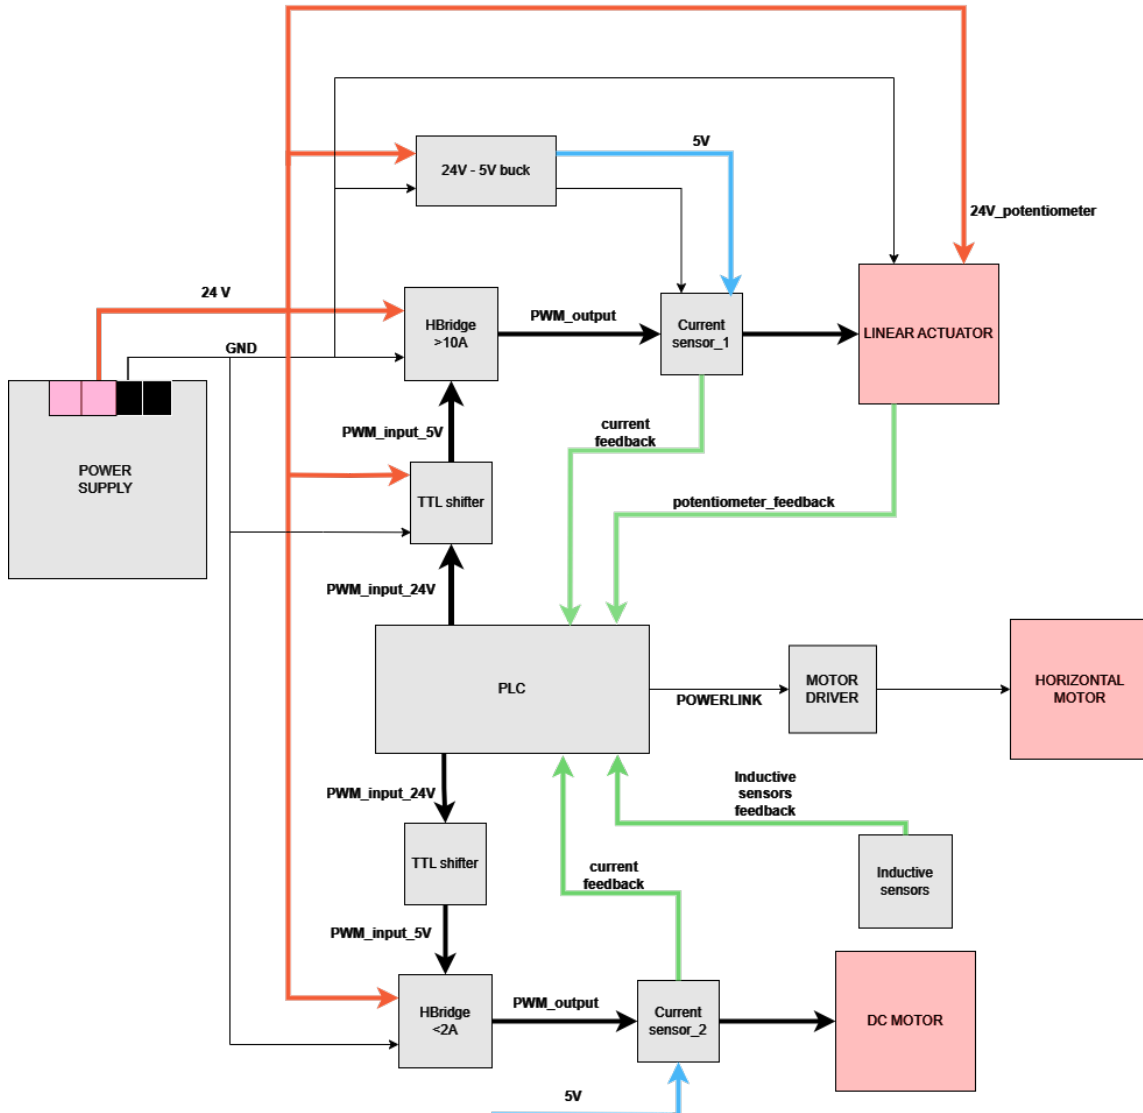 5V
24V - 5V buck
24V_potentiometer
24 V
HBridge
>10A
PWM_output
Current
sensor_1
LINEAR ACTUATOR
GND
PWM_input_5V
current
feedback
POWER
SUPPLY
TTL shifter
potentiometer_feedback
PWM_input_24V
PLC
POWERLINK
MOTOR
DRIVER
HORIZONTAL
MOTOR
PWM_input_24V
Inductive
sensors
feedback
TTL shifter
current
feedback
Inductive
sensors
PWM_input_5V
HBridge
<2A
PWM_output
Current
sensor_2
DC MOTOR
5V